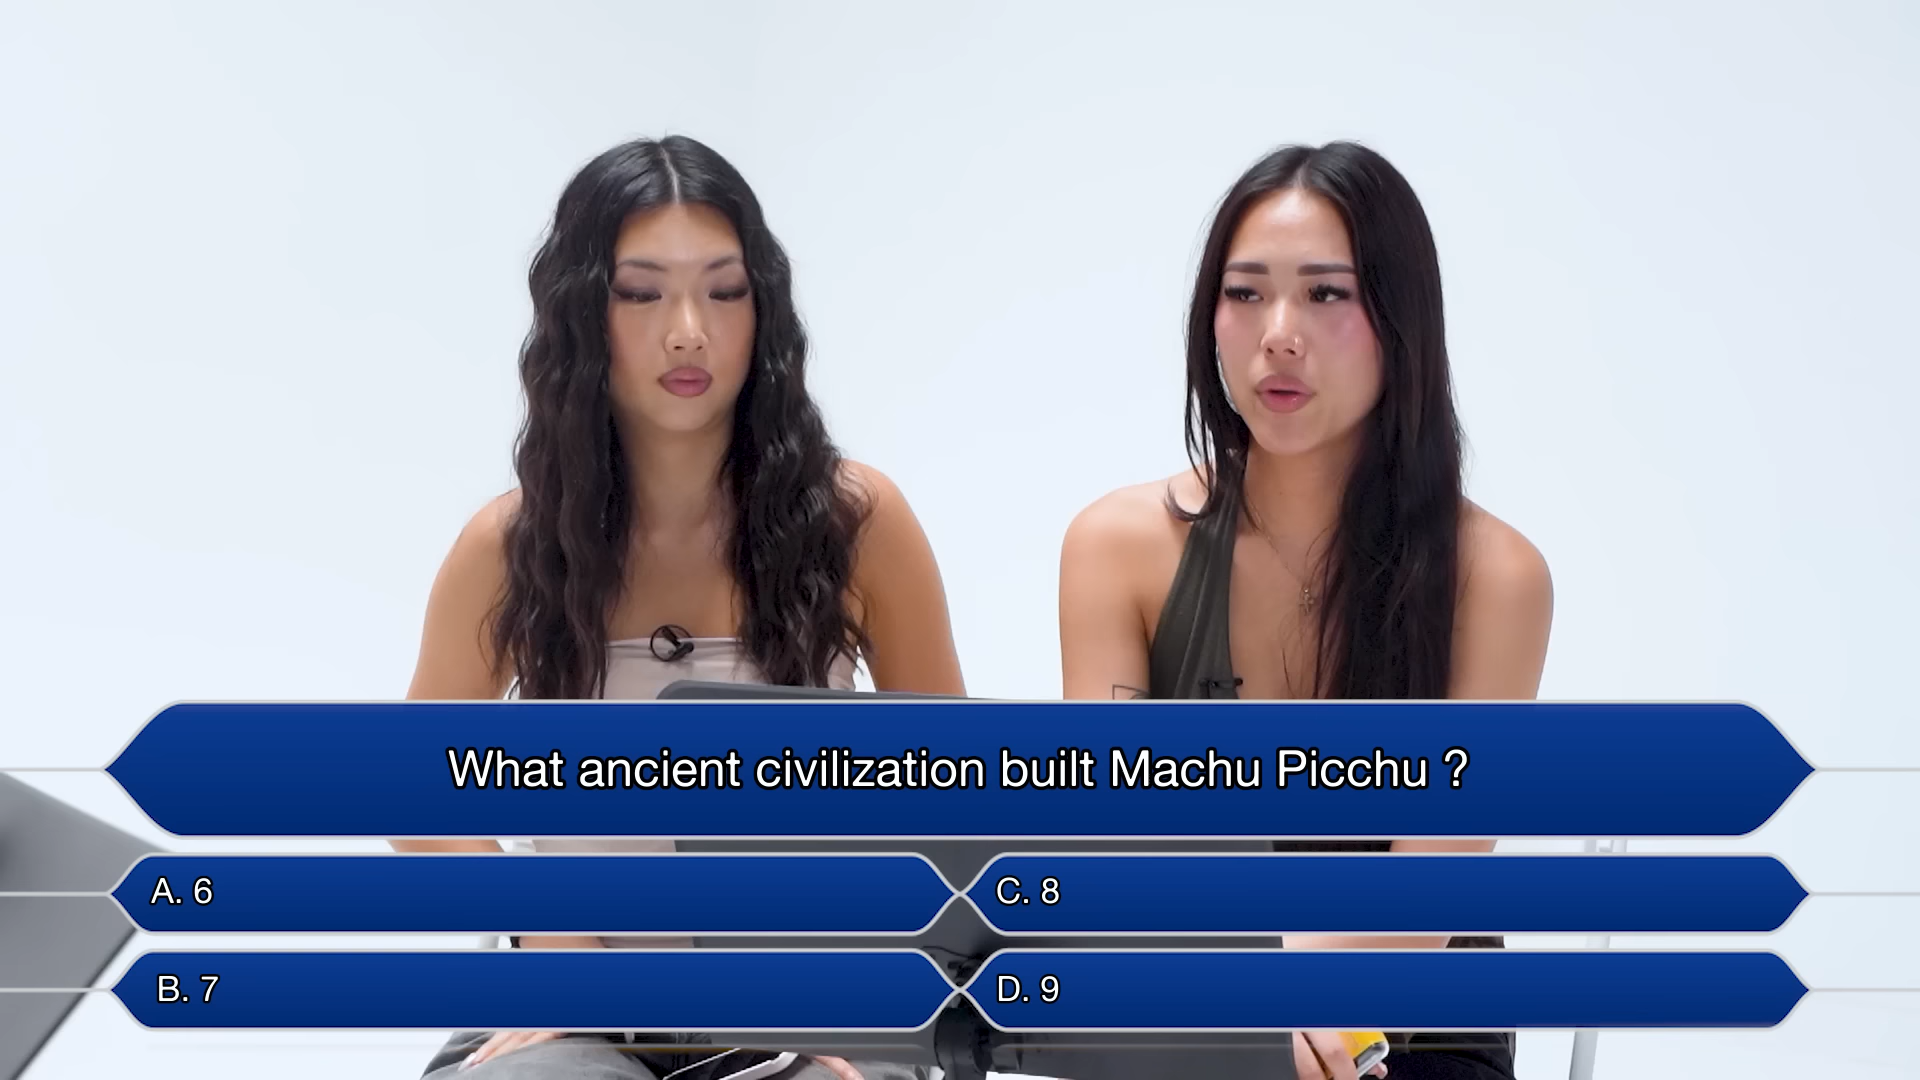 What ancient civilization built Machu Picchu ?
A. 6
C. 8
B. 7
D. 9